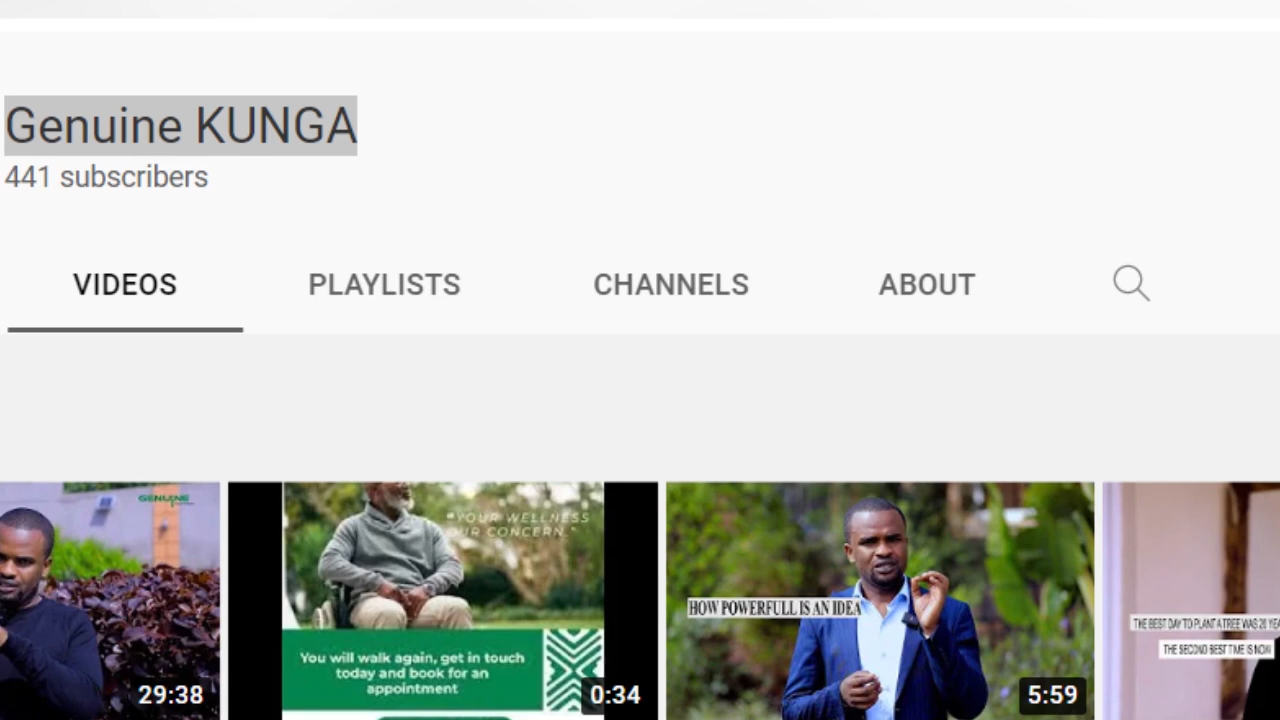 Genuine KUNGA
441 subscribers
VIDEOS PLAYLISTS CHANNELS ABOUT
GENUINE
29:38
"YOUR WELLNESS
OUR CONCERN."
You will walk again, get in touch
today and book for an
appointment
0:34
HOW POWERFULL IS AN IDEA
5:59
THE BEST DAY TO PLANT A TREE WAS 20
THE SECOND BEST TIME IS NOW